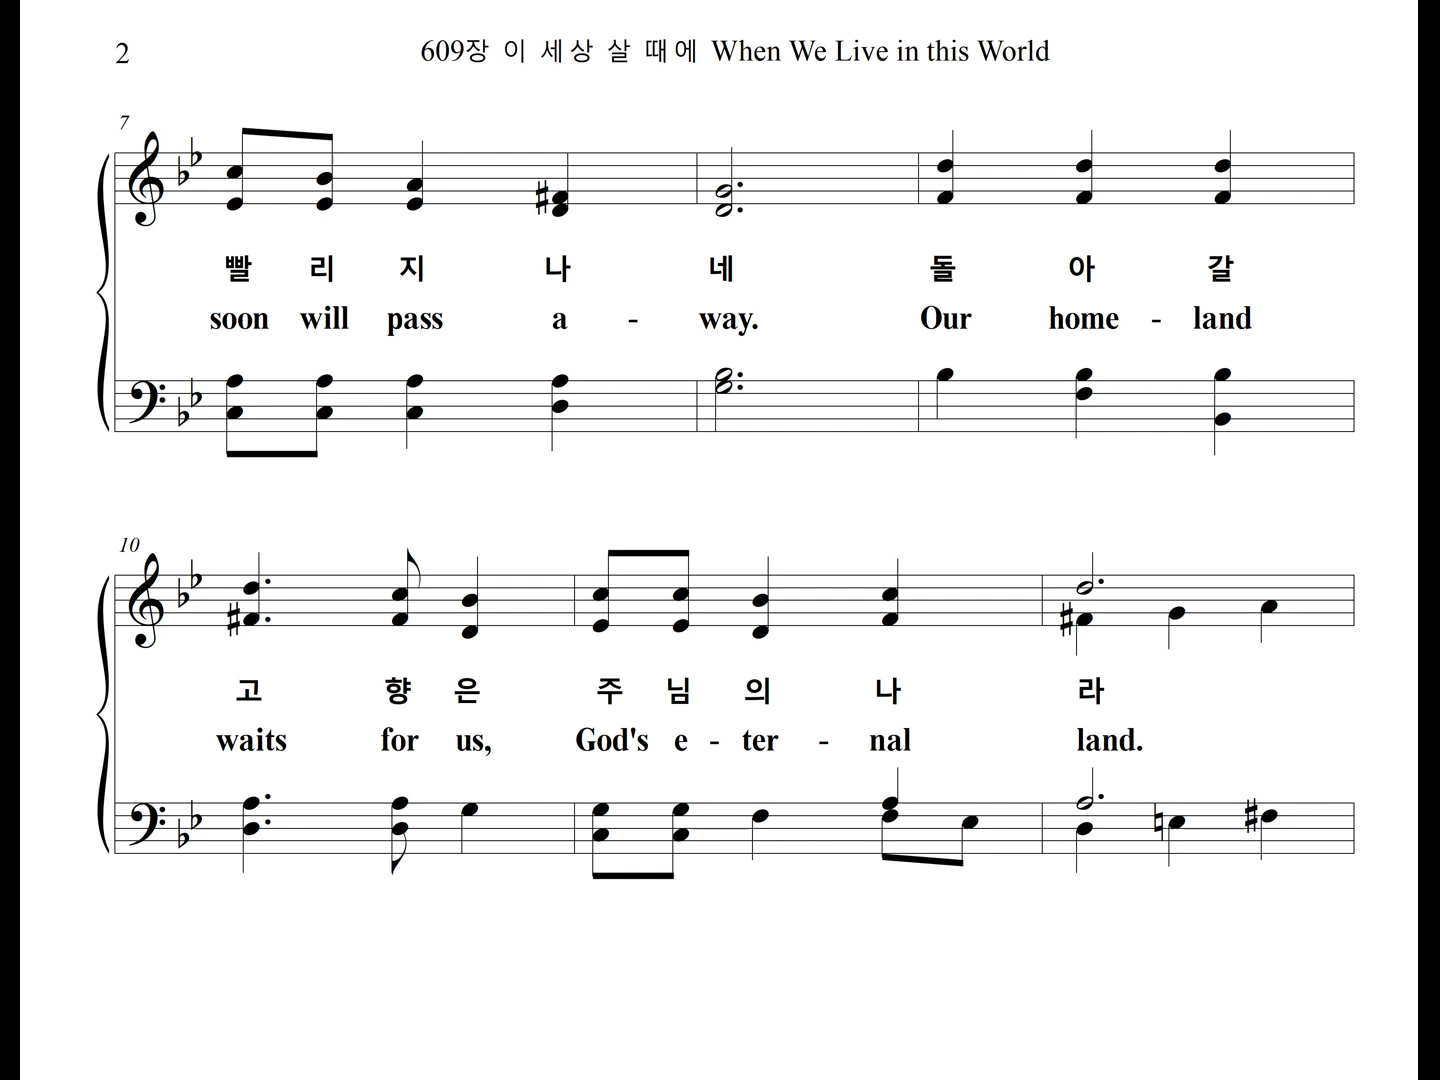 2
609장 이 세상 살 때에 When We Live in this World
7
빨 리 지 나 네 돌 아 갈
soon will pass a - way. Our home - land
10
고 향 은 주 님 의 나 라
waits for us, God's e - ter - nal land.